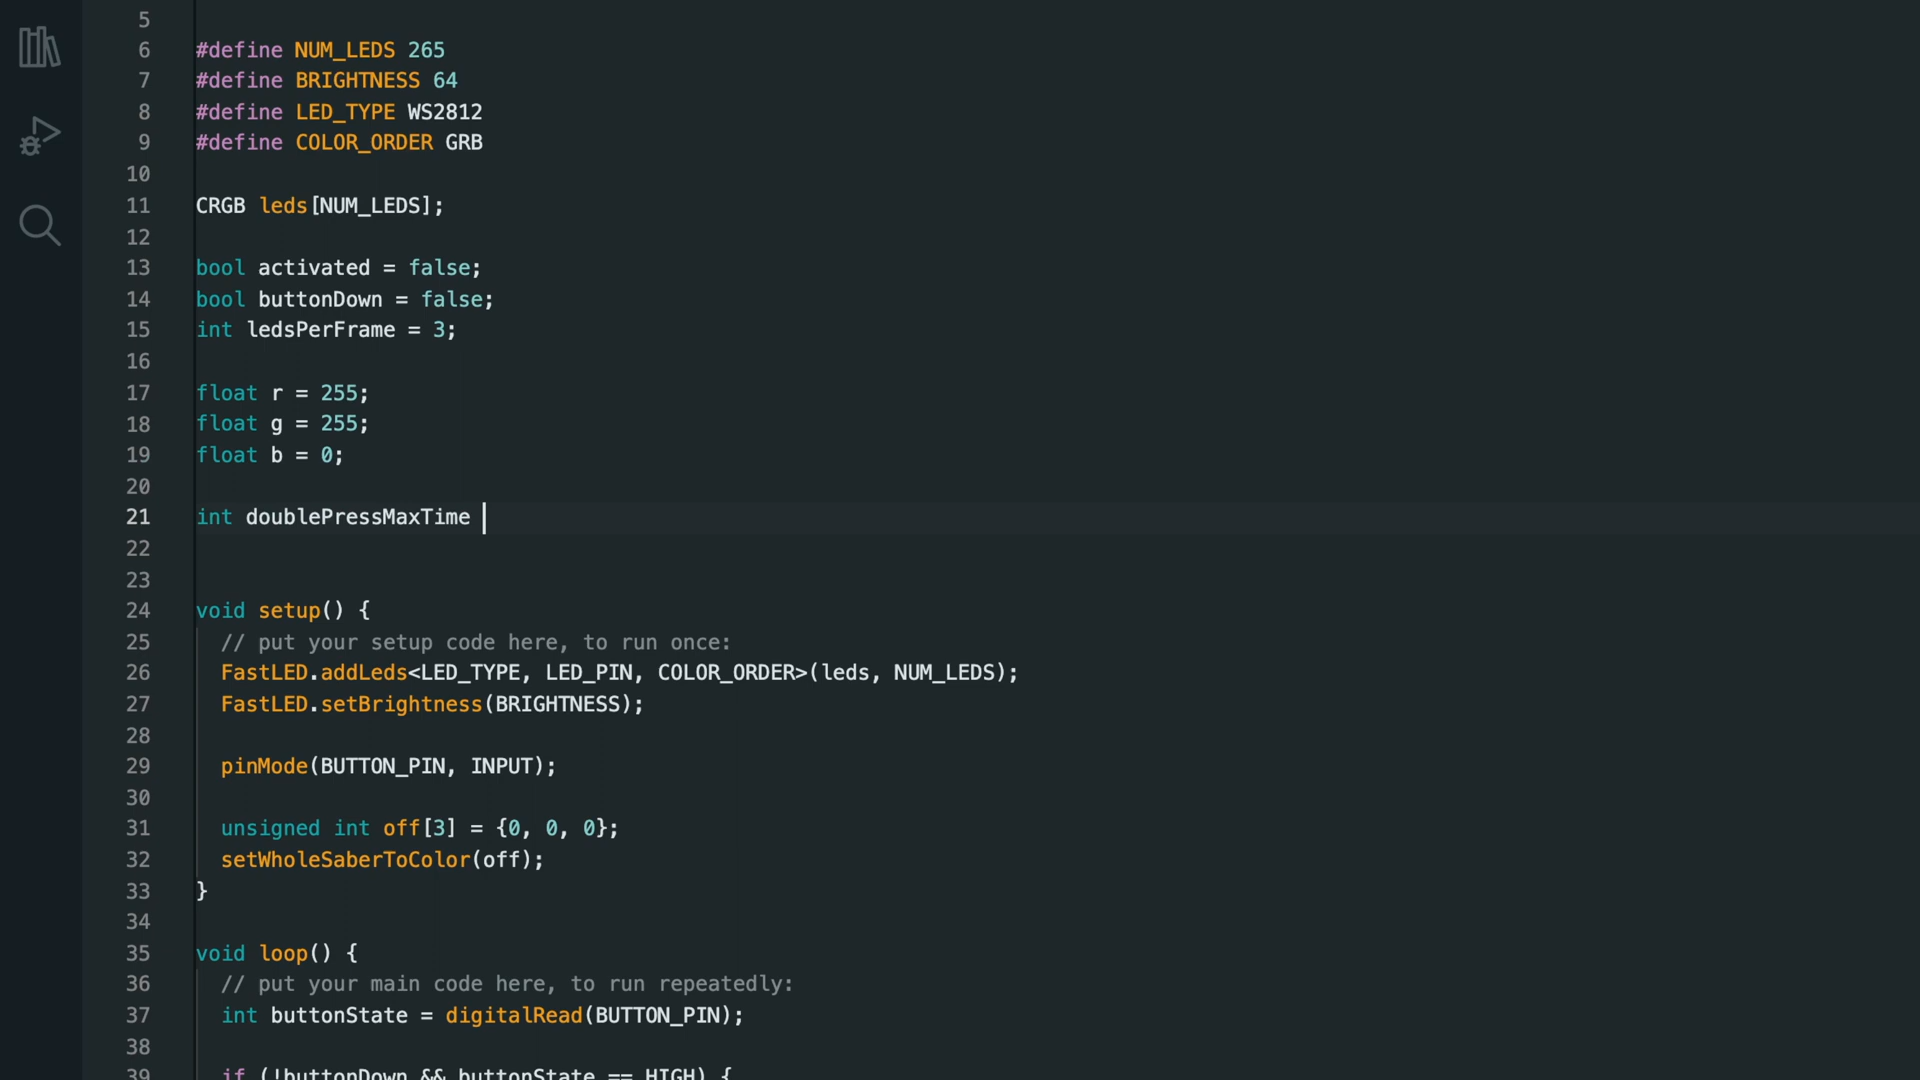 5
6 #define NUM_LEDS 265
7 #define BRIGHTNESS 64
8 #define LED_TYPE WS2812
9 #define COLOR_ORDER GRB
10
11 CRGB leds[NUM_LEDS];
12
13 bool activated = false;
14 bool buttonDown = false;
15 int ledsPerFrame = 3;
16
17 float r = 255;
18 float g = 255;
19 float b = 0;
20
21 int doublePressMaxTime
22
23
24 void setup() {
25 // put your setup code here, to run once:
26 FastLED.addLeds<LED_TYPE, LED_PIN, COLOR_ORDER>(leds, NUM_LEDS);
27 FastLED.setBrightness(BRIGHTNESS);
28
29 pinMode(BUTTON_PIN, INPUT);
30
31 unsigned int off[3] = {0, 0, 0};
32 setWholeSaberToColor(off);
33 }
34
35 void loop() {
36 // put your main code here, to run repeatedly:
37 int buttonState = digitalRead(BUTTON_PIN);
38
39 if (!buttonDown && buttonState == HIGH) {